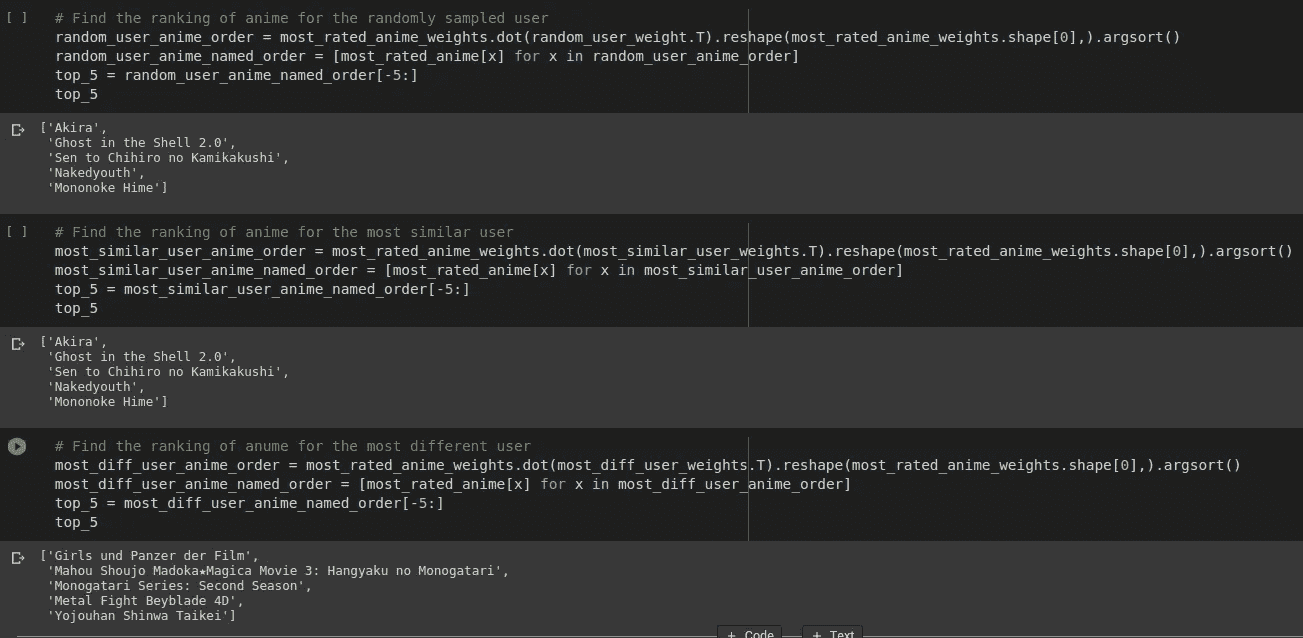 [ ] # Find the ranking of anime for the randomly sampled user
random_user_anime_order = most_rated_anime_weights.dot(random_user_weight.T).reshape(most_rated_anime_weights.shape[0],).argsort()
random_user_anime_named_order = [most_rated_anime[x] for x in random_user_anime_order]
top_5 = random_user_anime_named_order[-5:]
top_5
['Akira',
'Ghost in the Shell 2.0',
'Sen to Chihiro no Kamikakushi',
'Nakedyouth',
'Mononoke Hime']
[ ] # Find the ranking of anime for the most similar user
most_similar_user_anime_order = most_rated_anime_weights.dot(most_similar_user_weights.T).reshape(most_rated_anime_weights.shape[0],).argsort()
most_similar_user_anime_named_order = [most_rated_anime[x] for x in most_similar_user_anime_order]
top_5 = most_similar_user_anime_named_order[-5:]
top_5
['Akira',
'Ghost in the Shell 2.0',
'Sen to Chihiro no Kamikakushi',
'Nakedyouth',
'Mononoke Hime']
# Find the ranking of anume for the most different user
most_diff_user_anime_order = most_rated_anime_weights.dot(most_diff_user_weights.T).reshape(most_rated_anime_weights.shape[0],).argsort()
most_diff_user_anime_named_order = [most_rated_anime[x] for x in most_diff_user_anime_order]
top_5 = most_diff_user_anime_named_order[-5:]
top_5
['Girls und Panzer der Film',
'Mahou Shoujo Madoka★Magica Movie 3: Hangyaku no Monogatari',
'Monogatari Series: Second Season',
'Metal Fight Beyblade 4D',
'Yojouhan Shinwa Taikei']
+ Code + Text